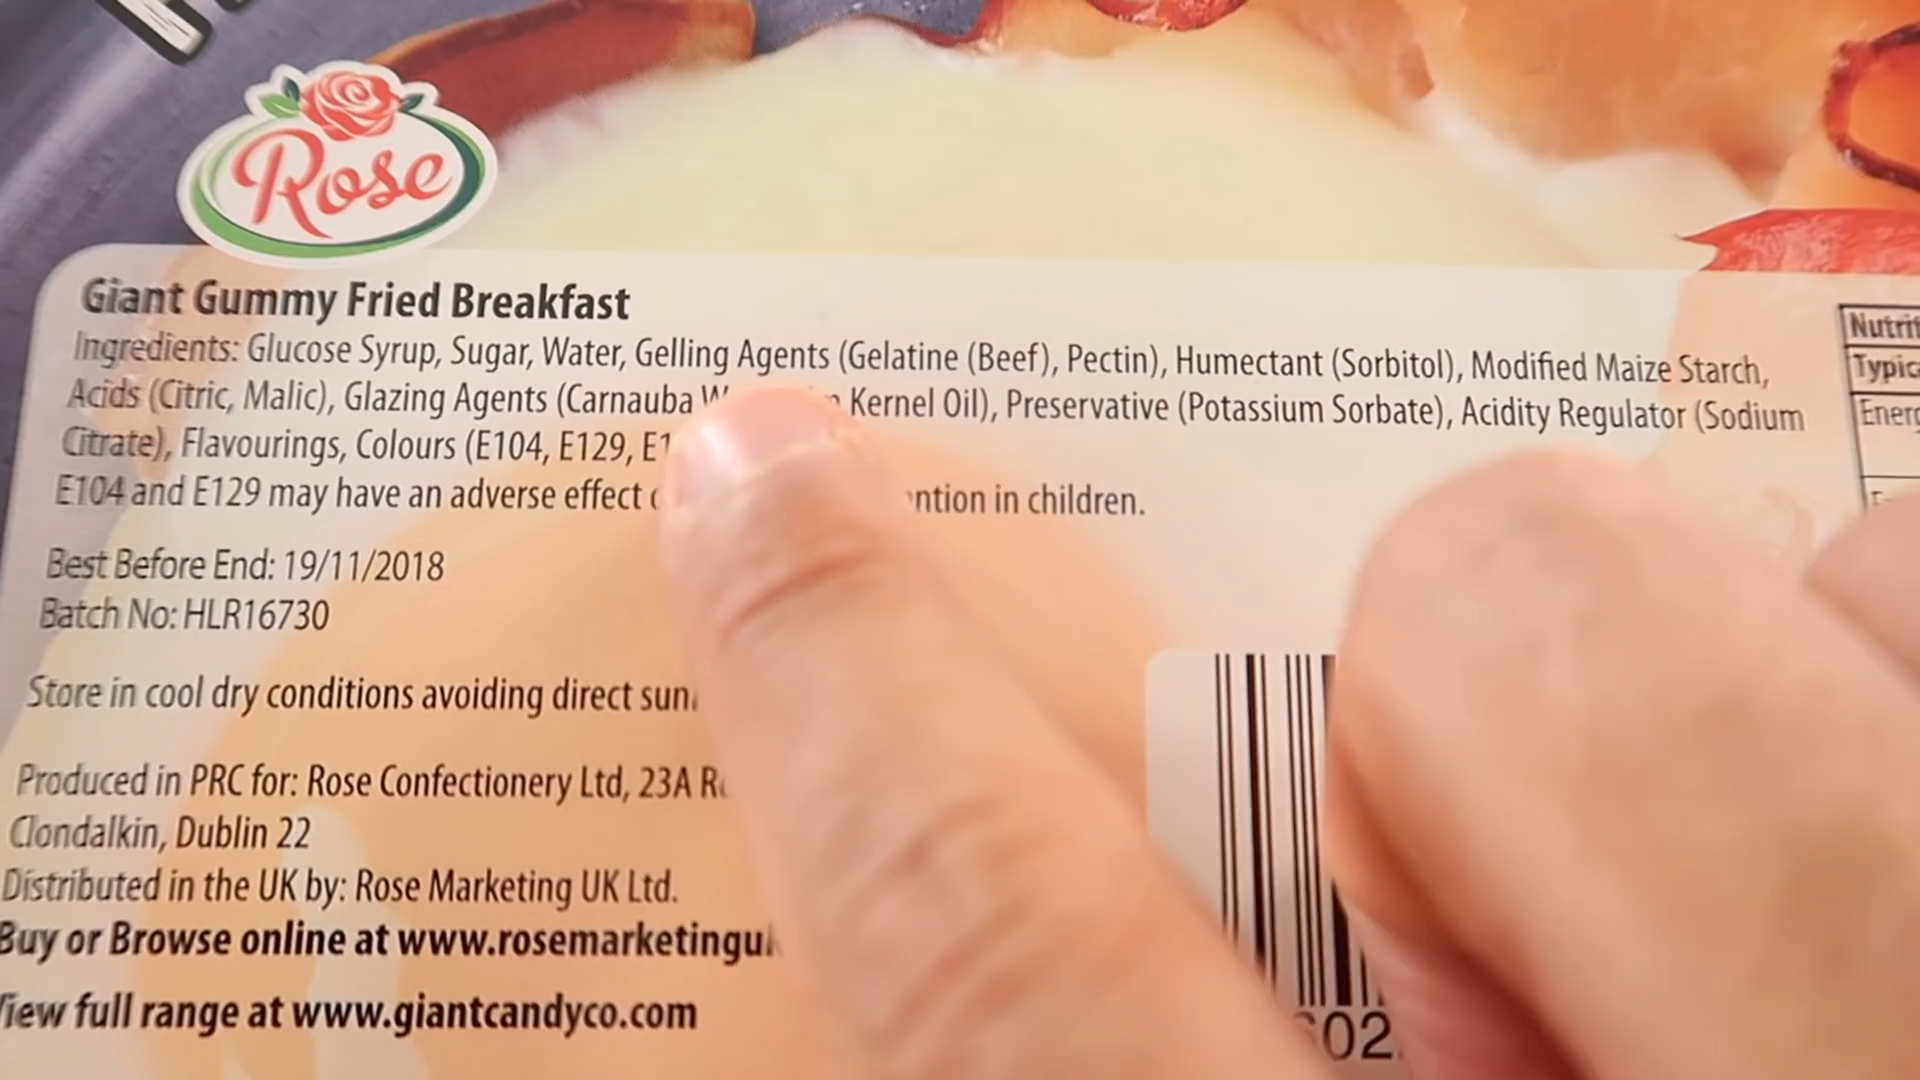 Rose
Giant Gummy Fried Breakfast
Ingredients: Glucose Syrup, Sugar, Water, Gelling Agents (Gelatine (Beef), Pectin), Humectant (Sorbitol), Modified Maize Starch,
Acids (Citric, Malic), Glazing Agents (Carnauba Kernel Oil), Preservative (Potassium Sorbate), Acidity Regulator (Sodium
Citrate), Flavourings, Colours (E104, E129,
E104 and E129 may have an adverse effect in children.
Best Before End: 19/11/2018
Batch No: HLR16730
Store in cool dry conditions avoiding direct
Produced in PRC for: Rose Confectionery Ltd, 23A
Clondalkin, Dublin 22
Distributed in the UK by: Rose Marketing UK Ltd.
Buy or Browse online at
full range at www.giantcandyco.com